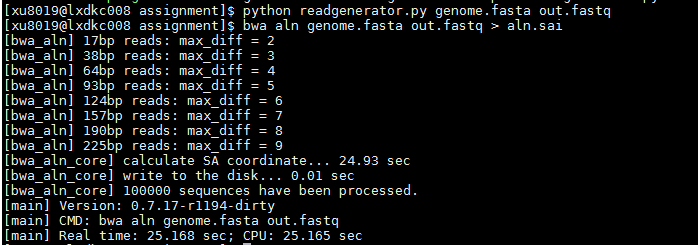 [xu8019@lxdkc008 assignment]$ python readgenerator.py genome.fasta out.fastq
[xu8019@lxdkc008 assignment]$ bwa aln genome.fasta out.fastq > aln.sai
[bwa_aln] 17bp reads: max_diff = 2
[bwa_aln] 38bp reads: max_diff = 3
[bwa_aln] 64bp reads: max_diff = 4
[bwa_aln] 93bp reads: max_diff = 5
[bwa_aln] 124bp reads: max_diff = 6
[bwa_aln] 157bp reads: max_diff = 7
[bwa_aln] 190bp reads: max_diff = 8
[bwa_aln] 225bp reads: max_diff = 9
[bwa_aln_core] calculate SA coordinate... 24.93 sec
[bwa_aln_core] write to the disk... 0.01 sec
[bwa_aln_core] 100000 sequences have been processed.
[main] Version: 0.7.17-r1194-dirty
[main] CMD: bwa aln genome.fasta out.fastq
[main] Real time: 25.168 sec; CPU: 25.165 sec